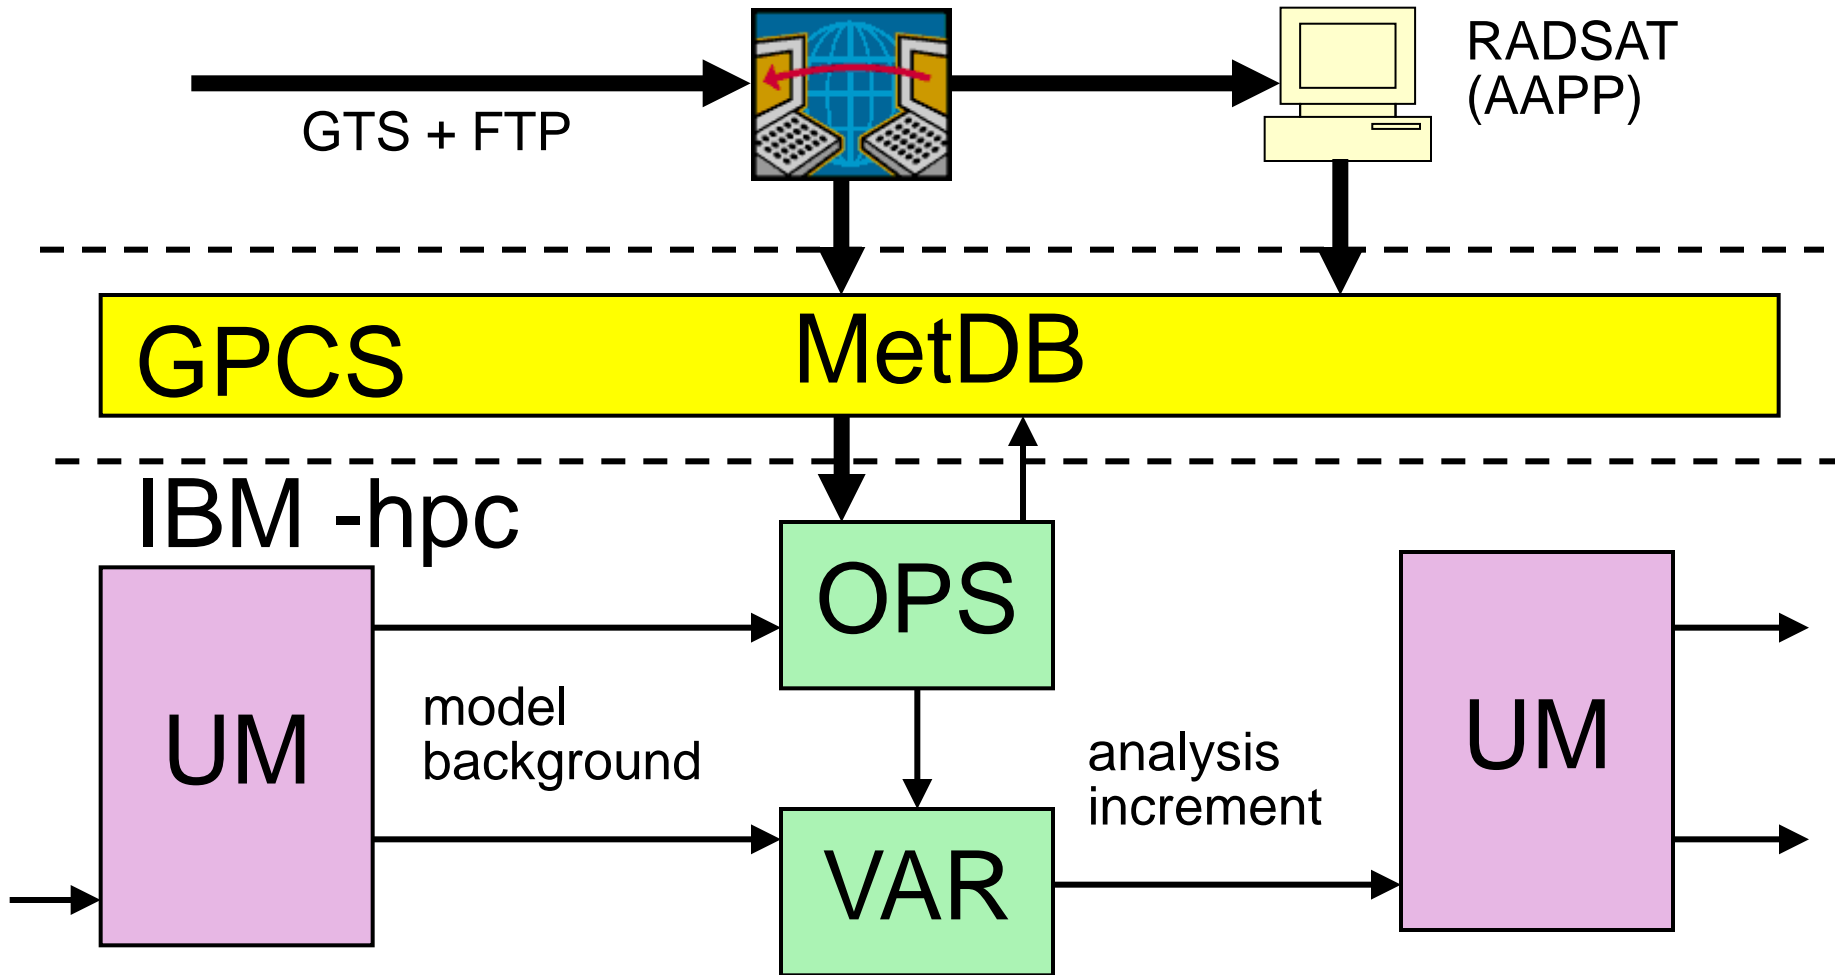 RADSAT
(AAPP)
GTS + FTP
GPCS
MetDB
IBM -hpc
OPS
UM
model
background
UM
analysis
increment
VAR